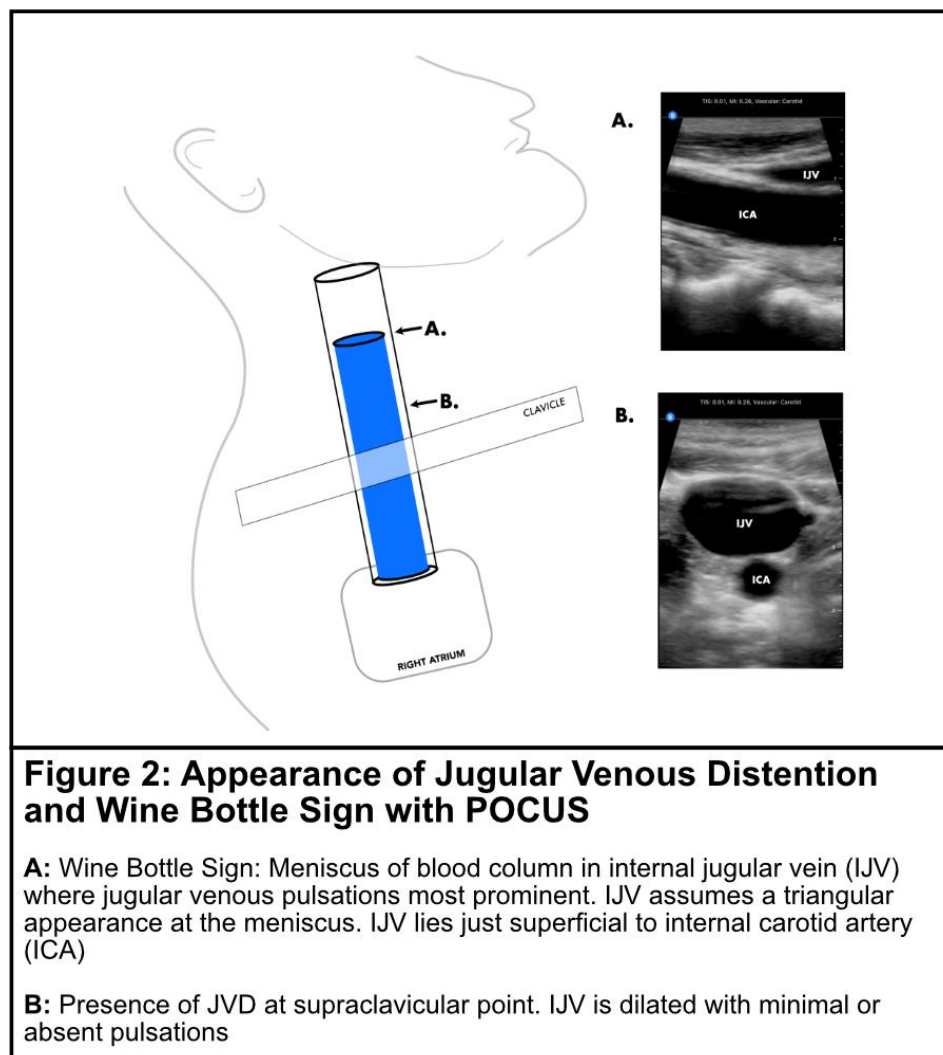 TIS: 0.01, MI: 0.26, Vascular: Carotid
B
A.
IJV
ICA
A.
B.
CLAVICLE
RIGHT ATRIUM
TIS: 0.01, MI: 0.26, Vascular: Carotid
B
B.
IJV
ICA
Figure 2: Appearance of Jugular Venous Distention
and Wine Bottle Sign with POCUS
A: Wine Bottle Sign: Meniscus of blood column in internal jugular vein (IJV)
where jugular venous pulsations most prominent. IJV assumes a triangular
appearance at the meniscus. IJV lies just superficial to internal carotid artery
(ICA)
B: Presence of JVD at supraclavicular point. IJV is dilated with minimal or
absent pulsations